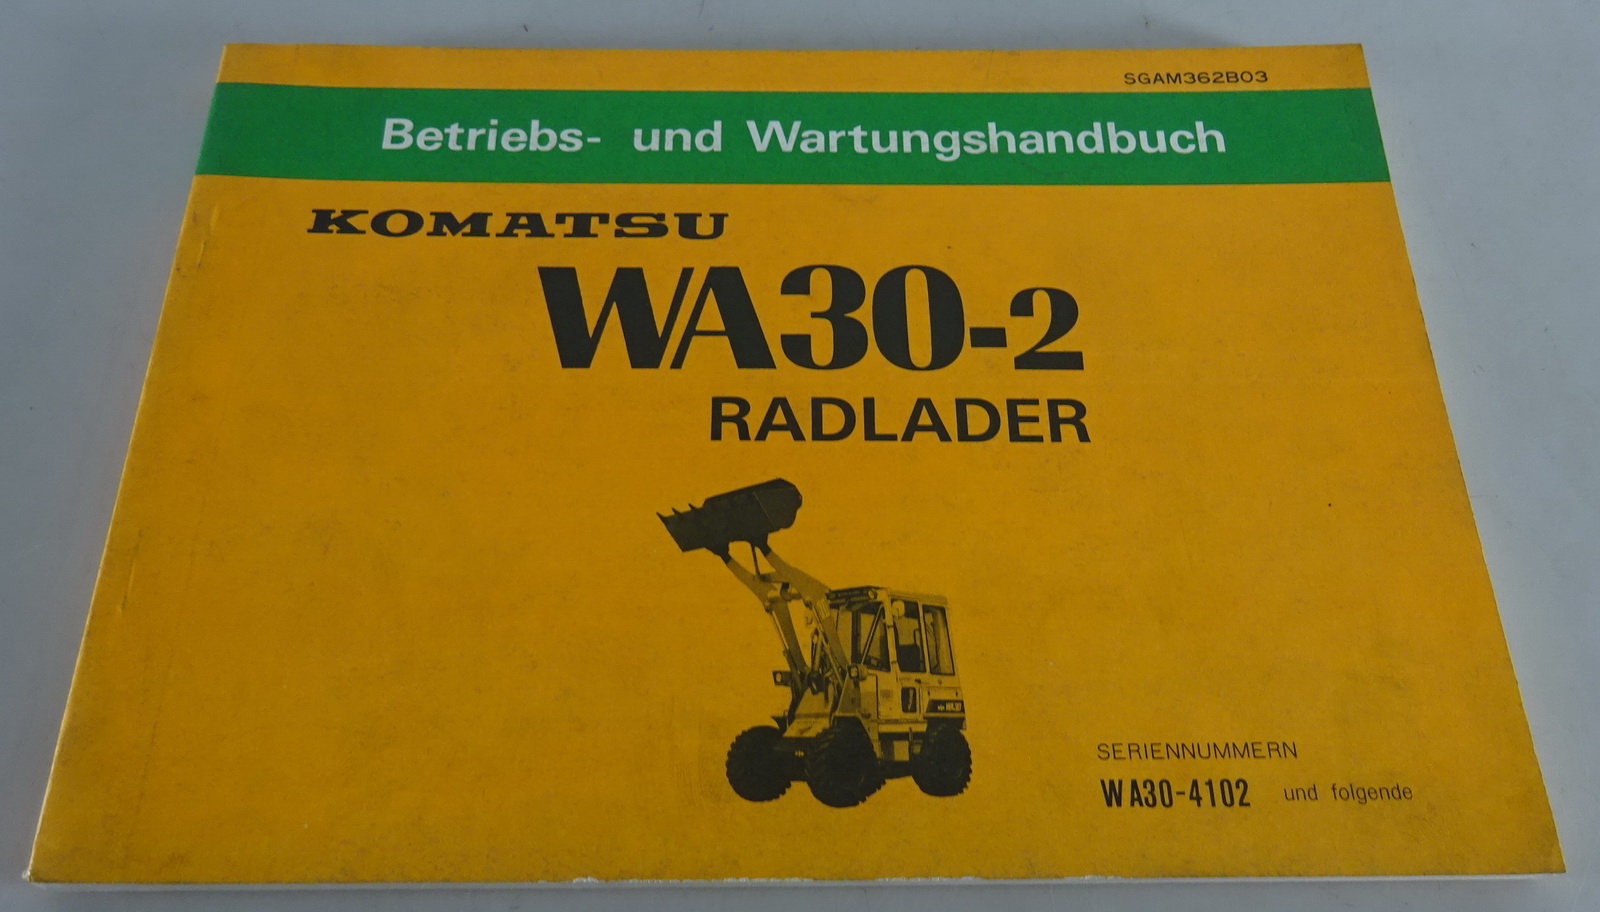 SGAM362B03
Betriebs- und Wartungshandbuch
KOMATSU
WA30-2
RADLADER
SERIENNUMMERN
WA30-4102 und folgende